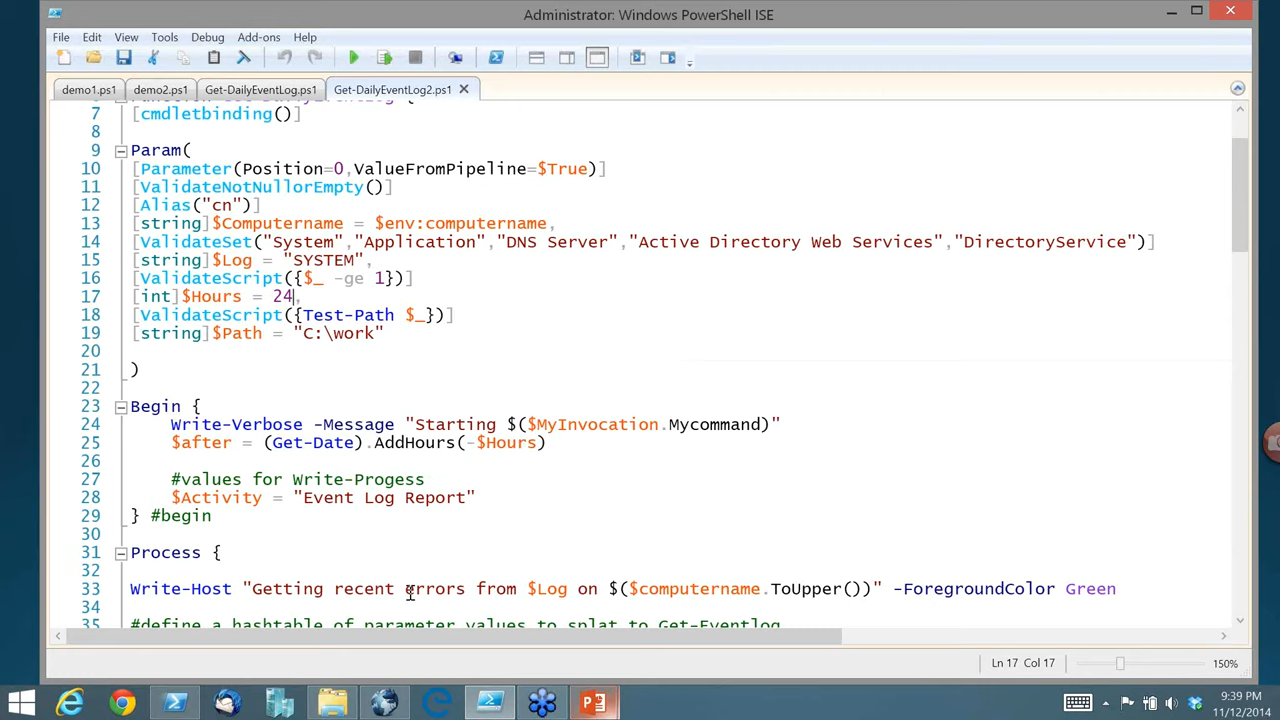 Administrator: Windows PowerShell ISE
File Edit View Tools Debug Add-ons Help
demo1.ps1 demo2.ps1 Get-DailyEventLog.ps1 Get-DailyEventLog2.ps1
7 [cmdletbinding()]
8
9 Param(
10 [Parameter(Position=0,ValueFromPipeline=$True)]
11 [ValidateNotNullorEmpty()]
12 [Alias("cn")]
13 [string]$Computername = $env:computername,
14 [ValidateSet("System","Application","DNS Server","Active Directory Web Services","DirectoryService")]
15 [string]$Log = "SYSTEM",
16 [ValidateScript({$_ -ge 1})]
17 [int]$Hours = 24,
18 [ValidateScript({Test-Path $_})]
19 [string]$Path = "C:\work"
20
21 )
22
23 Begin {
24 Write-Verbose -Message "Starting $($MyInvocation.Mycommand)"
25 $after = (Get-Date).AddHours(-$Hours)
26
27 #values for Write-Progess
28 $Activity = "Event Log Report"
29 } #begin
30
31 Process {
32
33 Write-Host "Getting recent errors from $Log on $($computername.ToUpper())" -ForegroundColor Green
34
35 #define a hashtable of parameter values to splat to Get-Eventlog
Ln 17 Col 17 150%
9:39 PM
11/12/2014